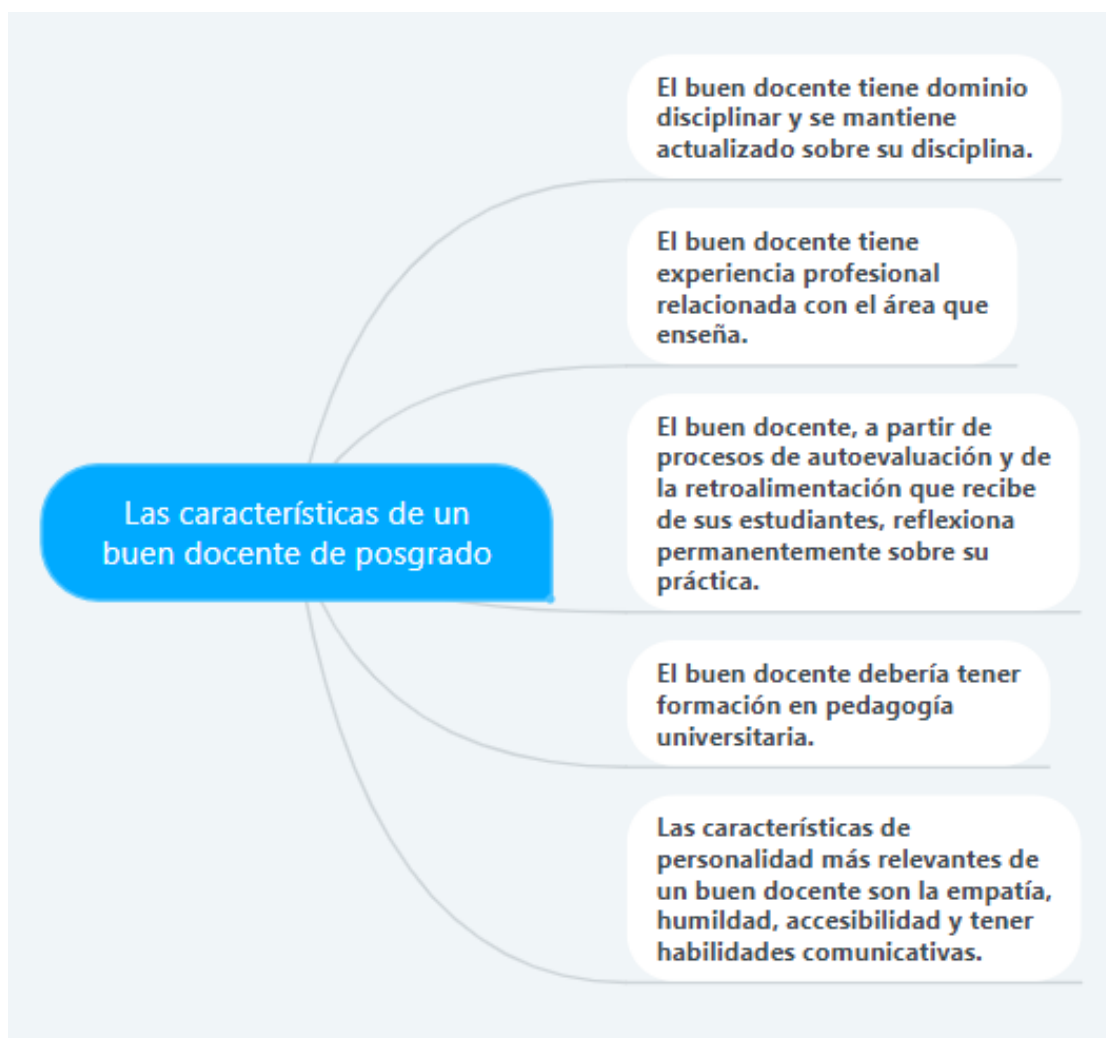 El buen docente tiene dominio
disciplinar y se mantiene
actualizado sobre su disciplina.
El buen docente tiene
experiencia profesional
relacionada con el área que
enseña.
El buen docente, a partir de
procesos de autoevaluación y de
la retroalimentación que recibe
de sus estudiantes, reflexiona
permanentemente sobre su
práctica.
Las características de un
buen docente de posgrado
El buen docente debería tener
formación en pedagogía
universitaria.
Las características de
personalidad más relevantes de
un buen docente son la empatía,
humildad, accesibilidad y tener
habilidades comunicativas.